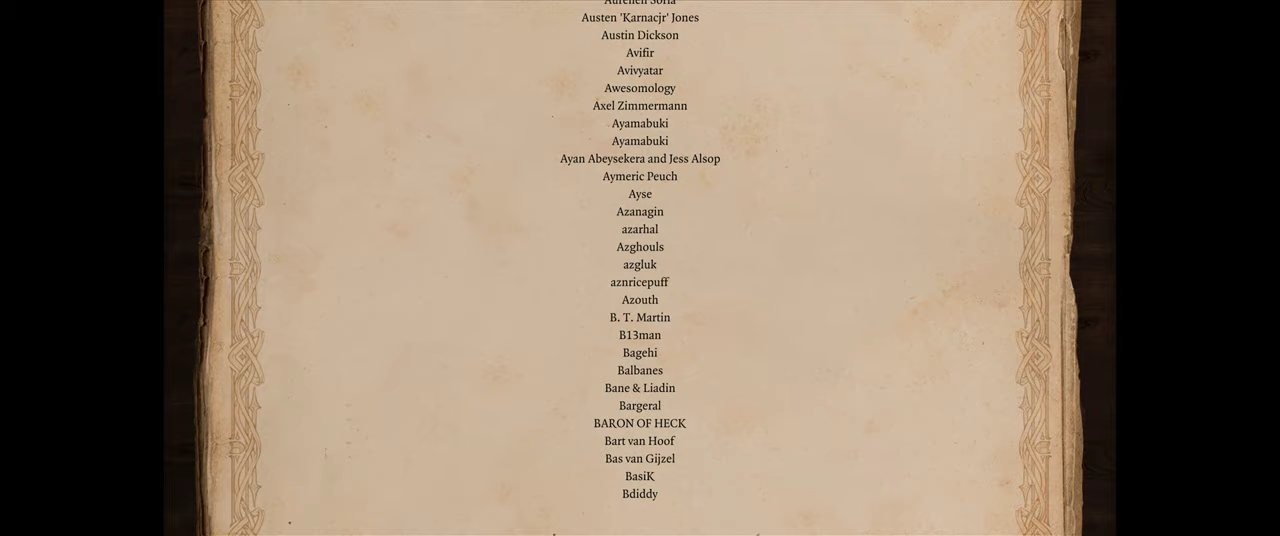 Aurelien Soria
Austen 'Karnacjr' Jones
Austin Dickson
Avifir
Avivyatar
Awesomology
Axel Zimmermann
Ayamabuki
Ayamabuki
Ayan Abeysekera and Jess Alsop
Aymeric Peuch
Ayse
Azanagin
azarhal
Azghouls
azgluk
aznricepuff
Azouth
B. T. Martin
B13man
Bagehi
Balbanes
Bane & Liadin
Bargeral
BARON OF HECK
Bart van Hoof
Bas van Gijzel
BasiK
Bdiddy